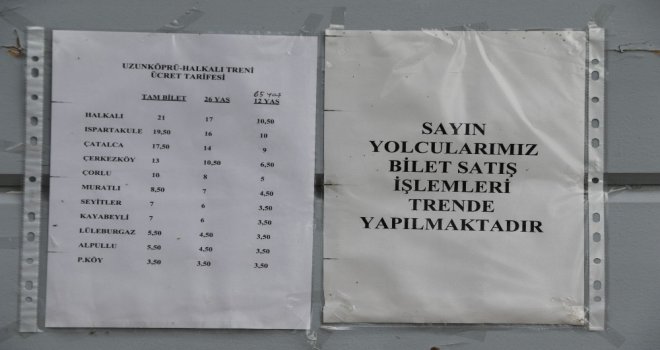 UZUNKÖPRÜ-HALKALI TRENİ
ÜCRET TARİFESİ
65 yaş
TAM BİLET 26 YAS 12 YAS
HALKALI 21 17 10,50
ISPARTAKULE 19,50 16 10
ÇATALCA 17,50 14 9
ÇERKEZKÖY 13 10,50 6,50
ÇORLU 10 8 5
MURATLI 8,50 7 4,50
SEYİTLER 7 6 3,50
KAYABEYLİ 7 6 3,50
LÜLEBURGAZ 5,50 4,50 3,50
ALPULLU 5,50 4,50 3,50
P.KÖY 3,50 3,50 3,50
SAYIN
YOLCULARIMIZ
BİLET SATIŞ
İŞLEMLERİ
TRENDE
YAPILMAKTADIR